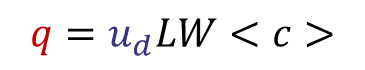 q = u_d LW < c >